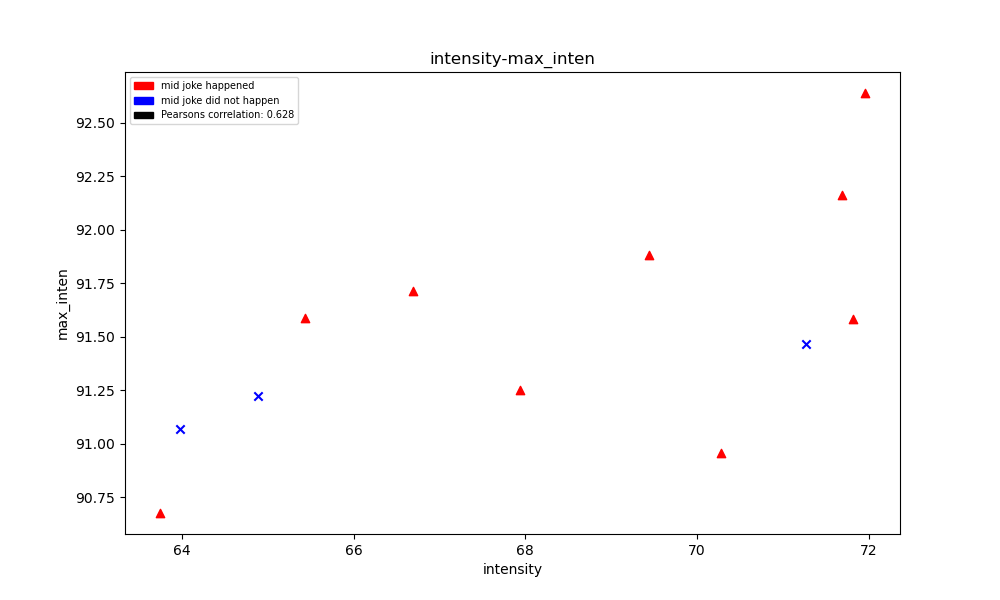 intensity-max_inten
mid joke happened
mid joke did not happen
Pearsons correlation: 0.628
92.50
92.25
92.00
91.75
91.50
91.25
91.00
90.75
max_inten
64 66 68 70 72
intensity